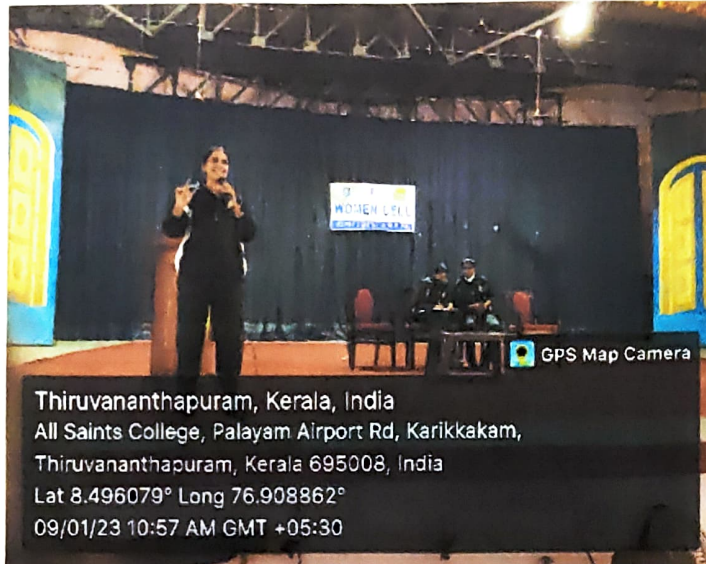 WOMEN CELL
GPS Map Camera
Thiruvananthapuram, Kerala, India
All Saints College, Palayam Airport Rd, Karikkakam,
Thiruvananthapuram, Kerala 695008, India
Lat 8.496079° Long 76.908862°
09/01/23 10:57 AM GMT +05:30